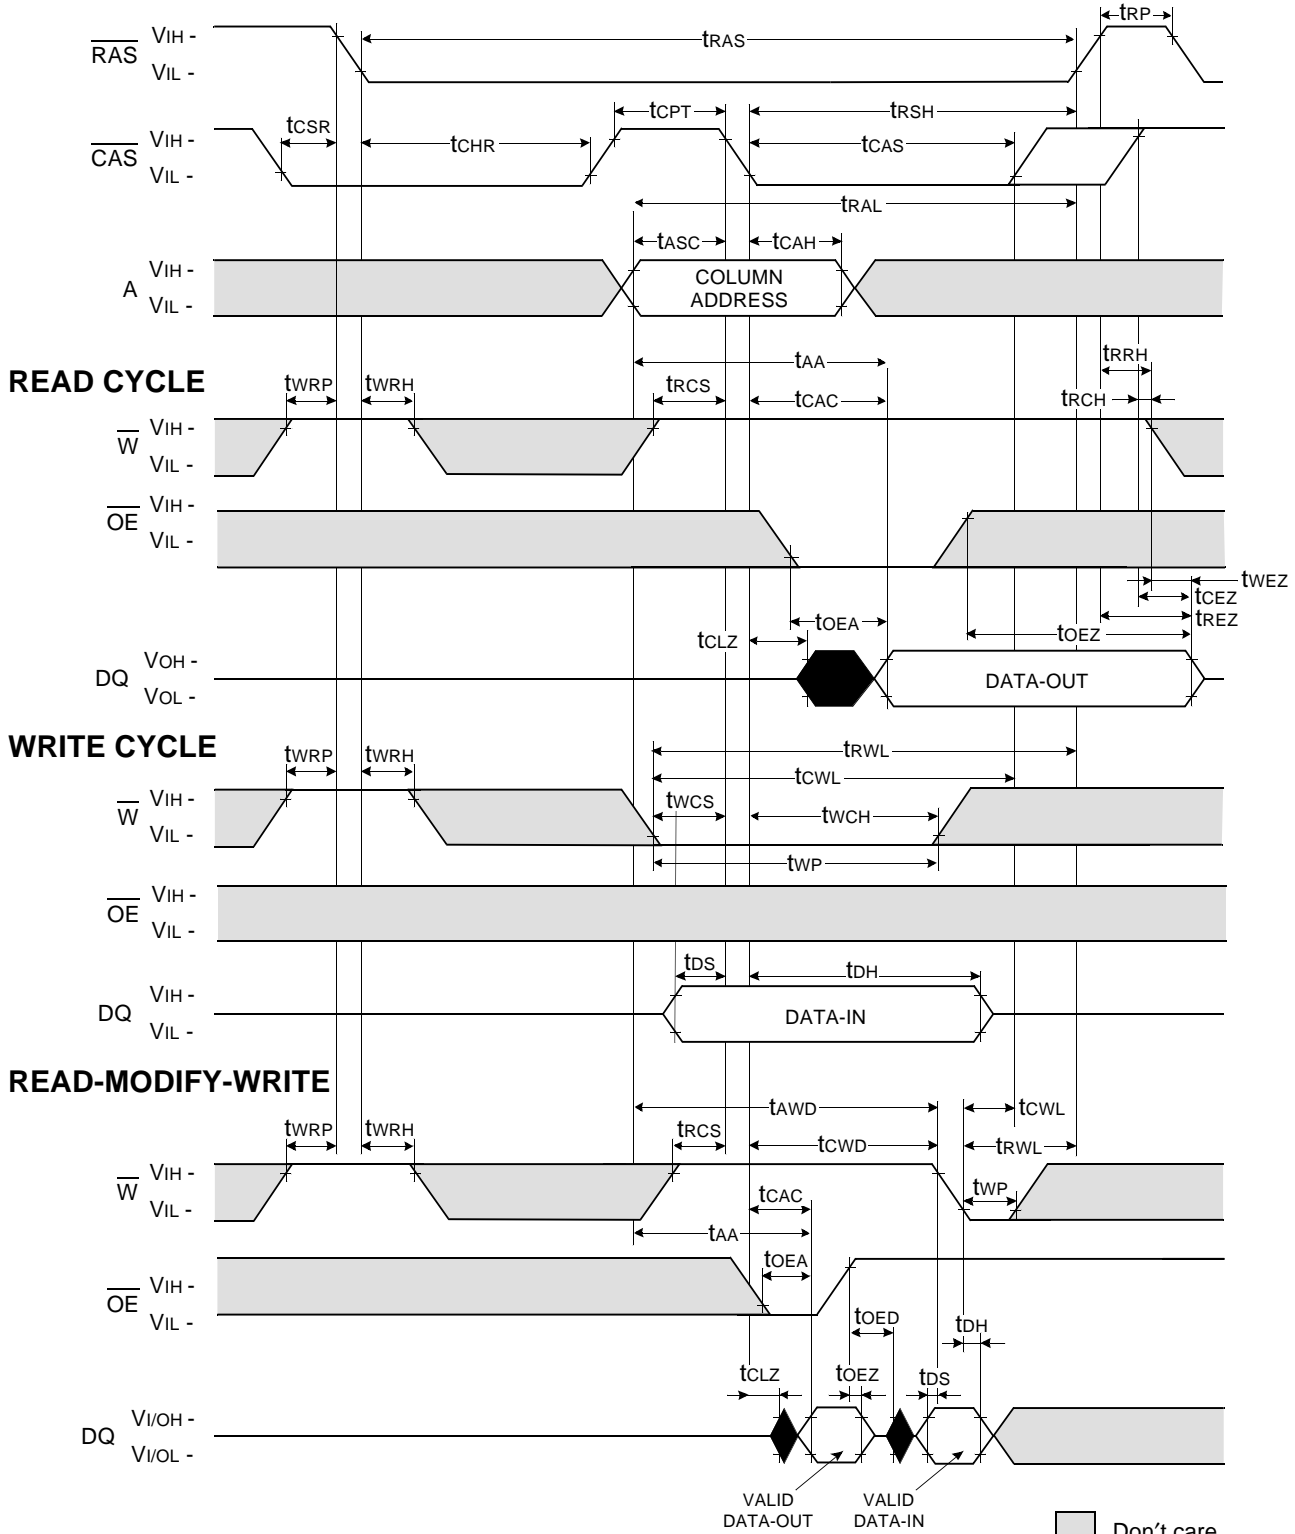 tRP
RAS VIH - VIL - tRAS
tCPT tRSH
CAS VIH - VIL - tCSR tCHR tCAS
tRAL
tASC tCAH
A VIH - VIL - COLUMN ADDRESS
tAA tRRH
READ CYCLE
tWRP tWRH tRCS tCAC tRCH
W VIH - VIL -
OE VIH - VIL -
tWEZ
tCEZ
tOEA tREZ
tCLZ tOEZ
DQ VOH - VOL - DATA-OUT
WRITE CYCLE
tWRP tWRH tRWL
tCWL
W VIH - VIL - tWCS tWCH
tWP
OE VIH - VIL -
tDS tDH
DQ VIH - VIL - DATA-IN
READ-MODIFY-WRITE
tAWD tCWL
tWRP tWRH tRCS tCWD tRWL
W VIH - VIL - tCAC tWP
tAA
tOEA
OE VIH - VIL -
tOED tDH
tCLZ tOEZ tDS
DQ VI/OH - VI/OL -
VALID DATA-OUT
VALID DATA-IN
Don′t care